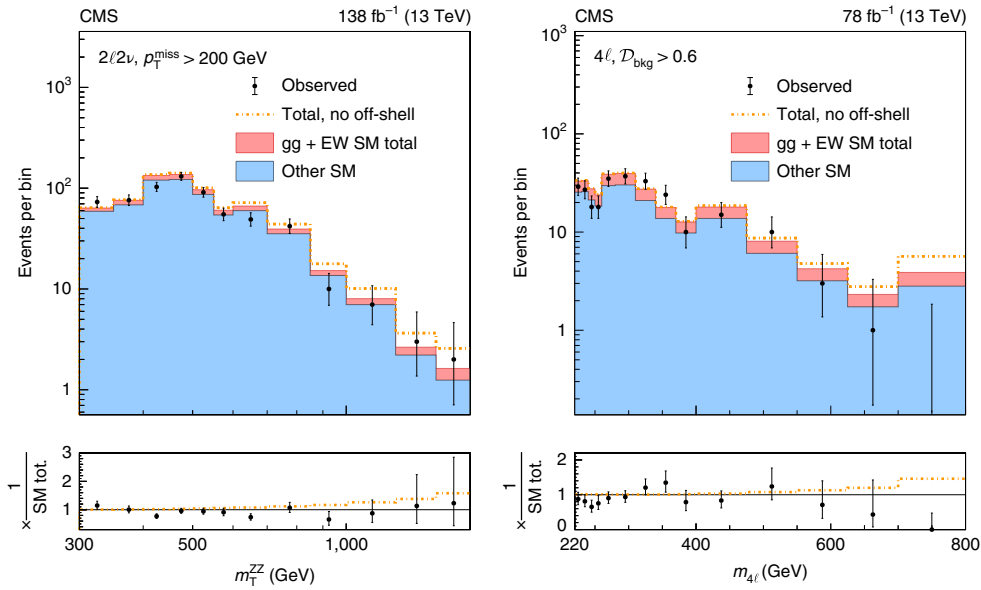 CMS 138 fb⁻¹ (13 TeV)
2ℓ2ν, p_T^miss > 200 GeV
Observed
Total, no off-shell
gg + EW SM total
Other SM
Events per bin
10³
10²
10
1
× 1 / SM tot.
3
2
1
300 500 1,000
m_T^ZZ (GeV)
CMS 78 fb⁻¹ (13 TeV)
4ℓ, 𝒟_bkg > 0.6
Observed
Total, no off-shell
gg + EW SM total
Other SM
Events per bin
10³
10²
10
1
× 1 / SM tot.
2
1
0
220 400 600 800
m_4ℓ (GeV)